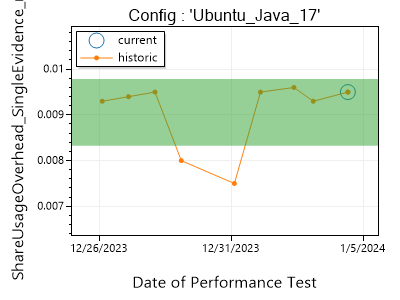 Config : 'Ubuntu_Java_17'
current
historic
0.01
0.009
0.008
0.007
ShareUsageOverhead_SingleEvidence_
12/26/2023
12/31/2023
1/5/2024
Date of Performance Test